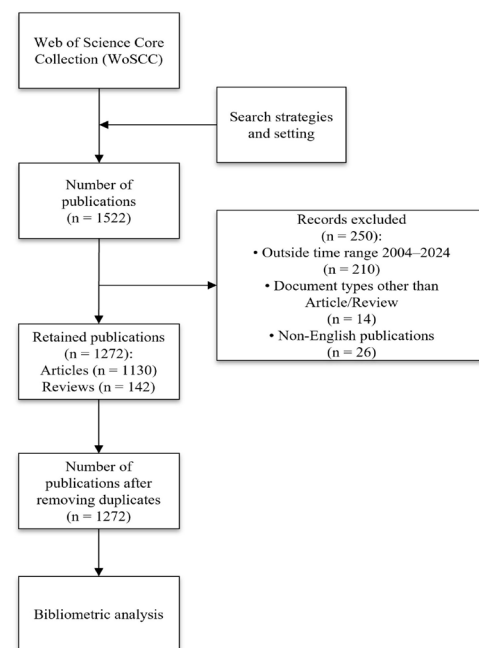 Web of Science Core
Collection (WoSCC)
Search strategies
and setting
Number of
publications
(n = 1522)
Records excluded
(n = 250):
• Outside time range 2004–2024
(n = 210)
• Document types other than
Article/Review
(n = 14)
• Non-English publications
(n = 26)
Retained publications
(n = 1272):
Articles (n = 1130)
Reviews (n = 142)
Number of
publications after
removing duplicates
(n = 1272)
Bibliometric analysis